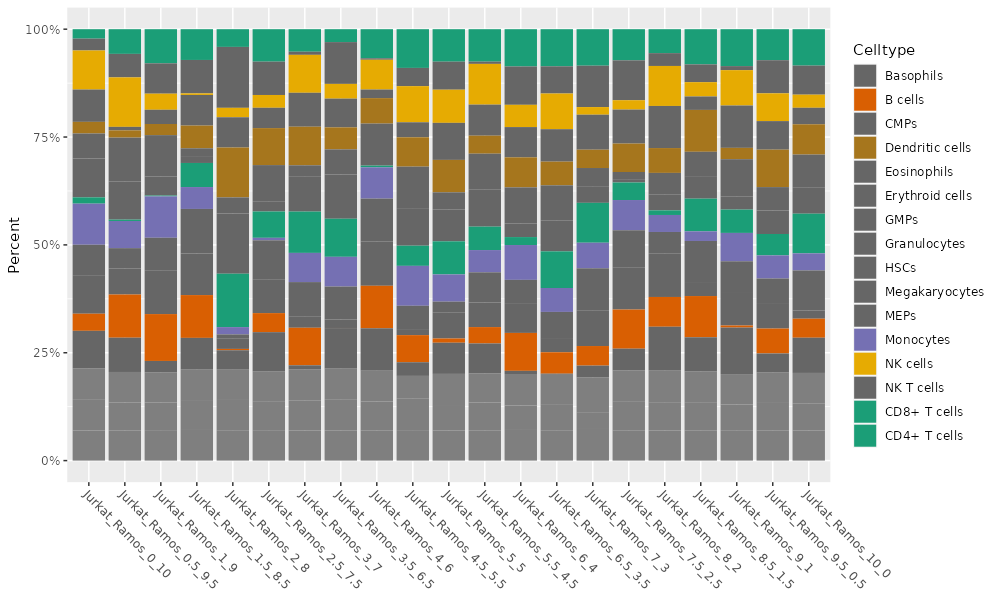 Celltype
100%
75%
50%
25%
0%
Percent
Basophils
B cells
CMPs
Dendritic cells
Eosinophils
Erythroid cells
GMPs
Granulocytes
HSCs
Megakaryocytes
MEPs
Monocytes
NK cells
NK T cells
CD8+ T cells
CD4+ T cells
Jurkat_Ramos_0_10
Jurkat_Ramos_0.5_9.5
Jurkat_Ramos_1_9
Jurkat_Ramos_1.5_8.5
Jurkat_Ramos_2_8
Jurkat_Ramos_2.5_7.5
Jurkat_Ramos_3_7
Jurkat_Ramos_3.5_6.5
Jurkat_Ramos_4_6
Jurkat_Ramos_4.5_5.5
Jurkat_Ramos_5_5
Jurkat_Ramos_5.5_4.5
Jurkat_Ramos_6_4
Jurkat_Ramos_6.5_3.5
Jurkat_Ramos_7_3
Jurkat_Ramos_7.5_2.5
Jurkat_Ramos_8_2
Jurkat_Ramos_8.5_1.5
Jurkat_Ramos_9_1
Jurkat_Ramos_9.5_0.5
Jurkat_Ramos_10_0